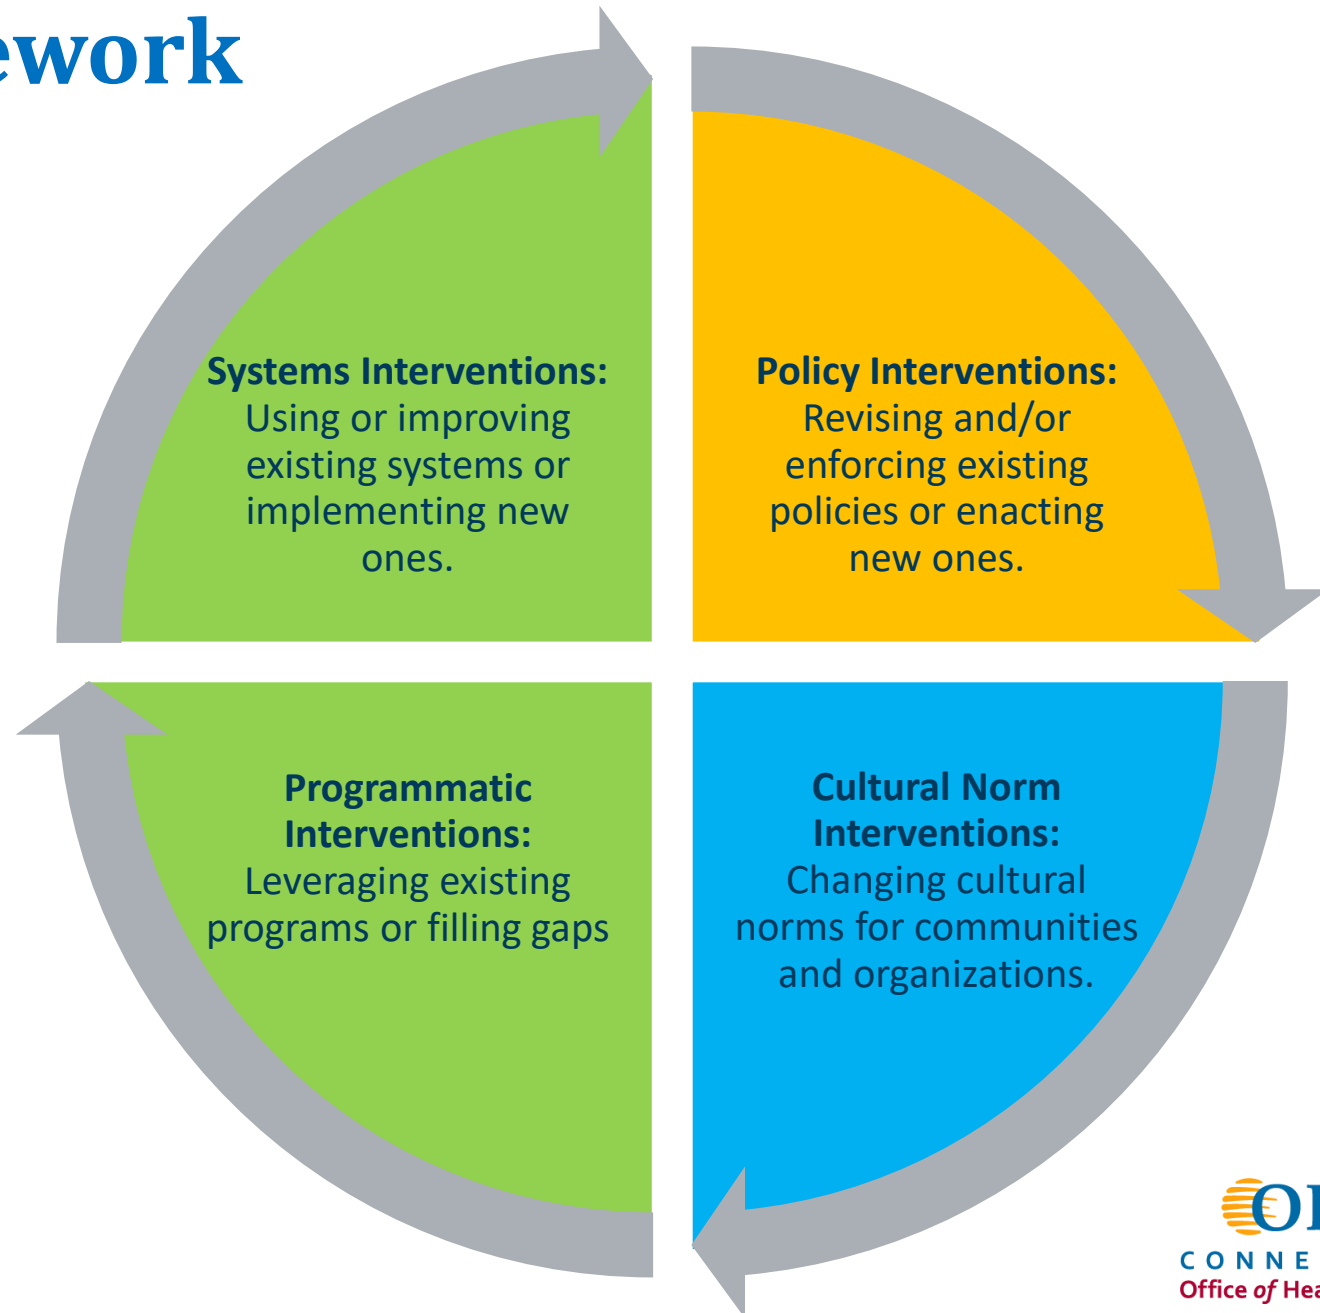 ework
Systems Interventions:
Using or improving
existing systems or
implementing new
ones.
Policy Interventions:
Revising and/or
enforcing existing
policies or enacting
new ones.
Programmatic
Interventions:
Leveraging existing
programs or filling gaps
Cultural Norm
Interventions:
Changing cultural
norms for communities
and organizations.
CONNE
Office of Hea